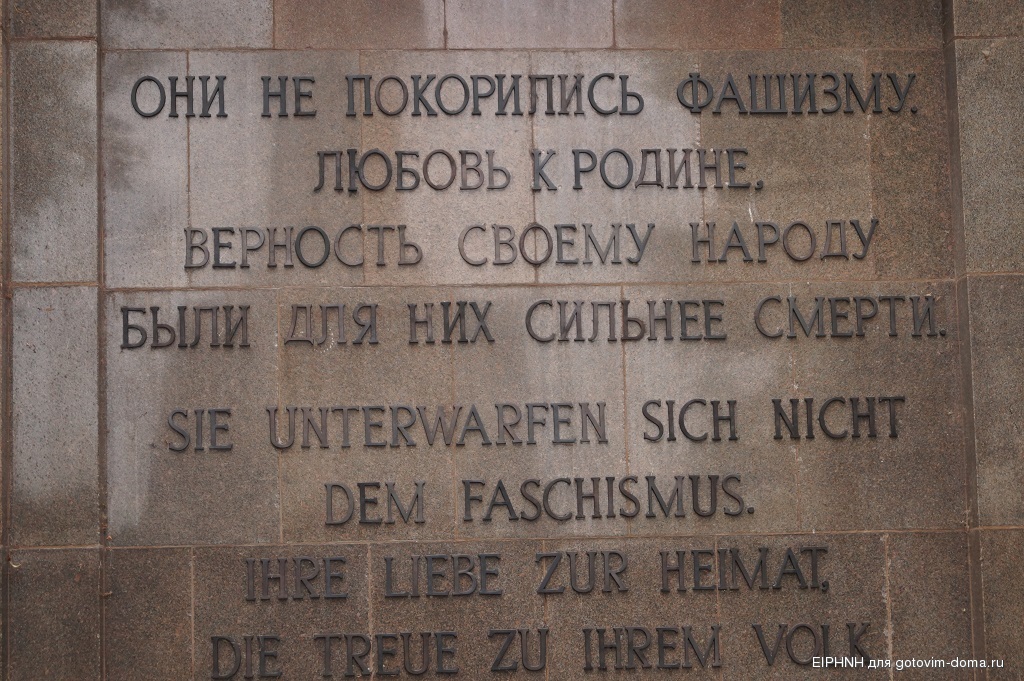 ОНИ НЕ ПОКОРИЛИСЬ ФАШИЗМУ.
ЛЮБОВЬ К РОДИНЕ,
ВЕРНОСТЬ СВОЕМУ НАРОДУ
БЫЛИ ДЛЯ НИХ СИЛЬНЕЕ СМЕРТИ.
SIE UNTERWARFEN SICH NICHT
DEM FASCHISMUS.
IHRE LIEBE ZUR HEIMAT,
DIE TREUE ZU IHREM VOLK
EIPHNH для gotovim-doma.ru